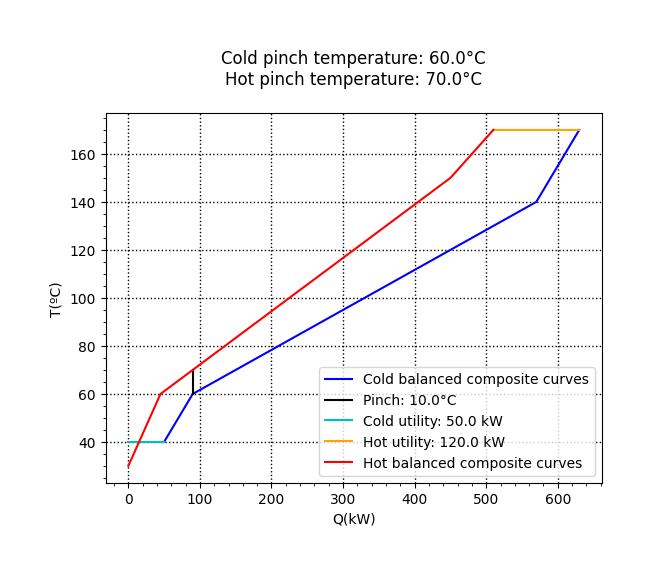 Cold pinch temperature: 60.0°C
Hot pinch temperature: 70.0°C
160
140
120
100
80
60
40
T(ºC)
Cold balanced composite curves
Pinch: 10.0°C
Cold utility: 50.0 kW
Hot utility: 120.0 kW
Hot balanced composite curves
0 100 200 300 400 500 600
Q(kW)